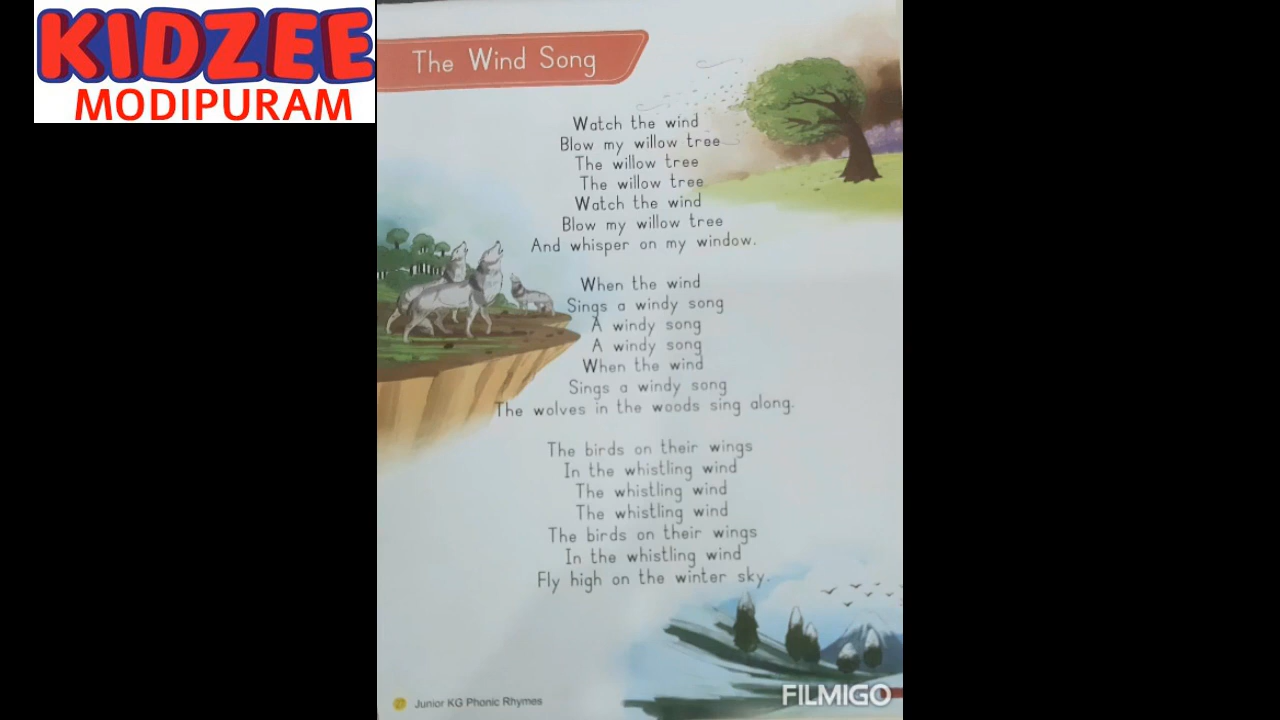 KIDZEE
MODIPURAM
The Wind Song
Watch the wind
Blow my willow tree
The willow tree
The willow tree
Watch the wind
Blow my willow tree
And whisper on my window.
When the wind
Sings a windy song
A windy song
A windy song
When the wind
Sings a windy song
The wolves in the woods sing along.
The birds on their wings
In the whistling wind
The whistling wind
The whistling wind
The birds on their wings
In the whistling wind
Fly high on the winter sky.
Junior KG Phonic Rhymes
FILMIGO